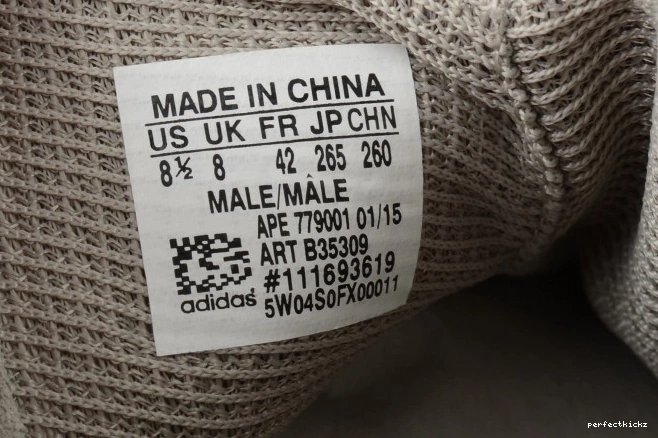 MADE IN CHINA
US UK FR JP CHN
8½ 8 42 265 260
MALE/MÂLE
APE 779001 01/15
ART B35309
#111693619
adidas 5W04S0FX00011
perfectkickz